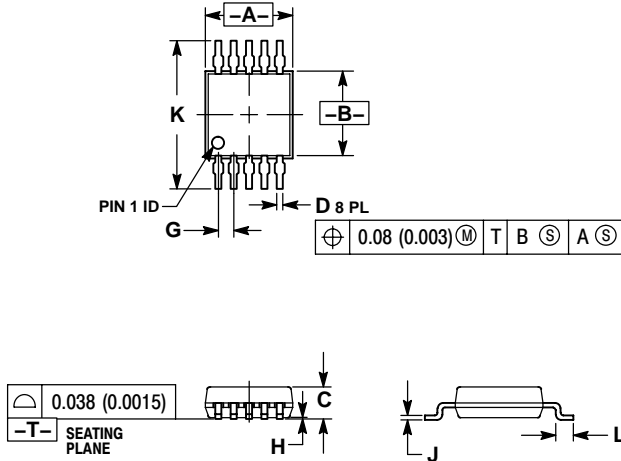 –A–
K
–B–
PIN 1 ID
G
D 8 PL
0.08 (0.003) Ⓜ T B Ⓢ A Ⓢ
0.038 (0.0015)
–T– SEATING
PLANE
C
H
J
L